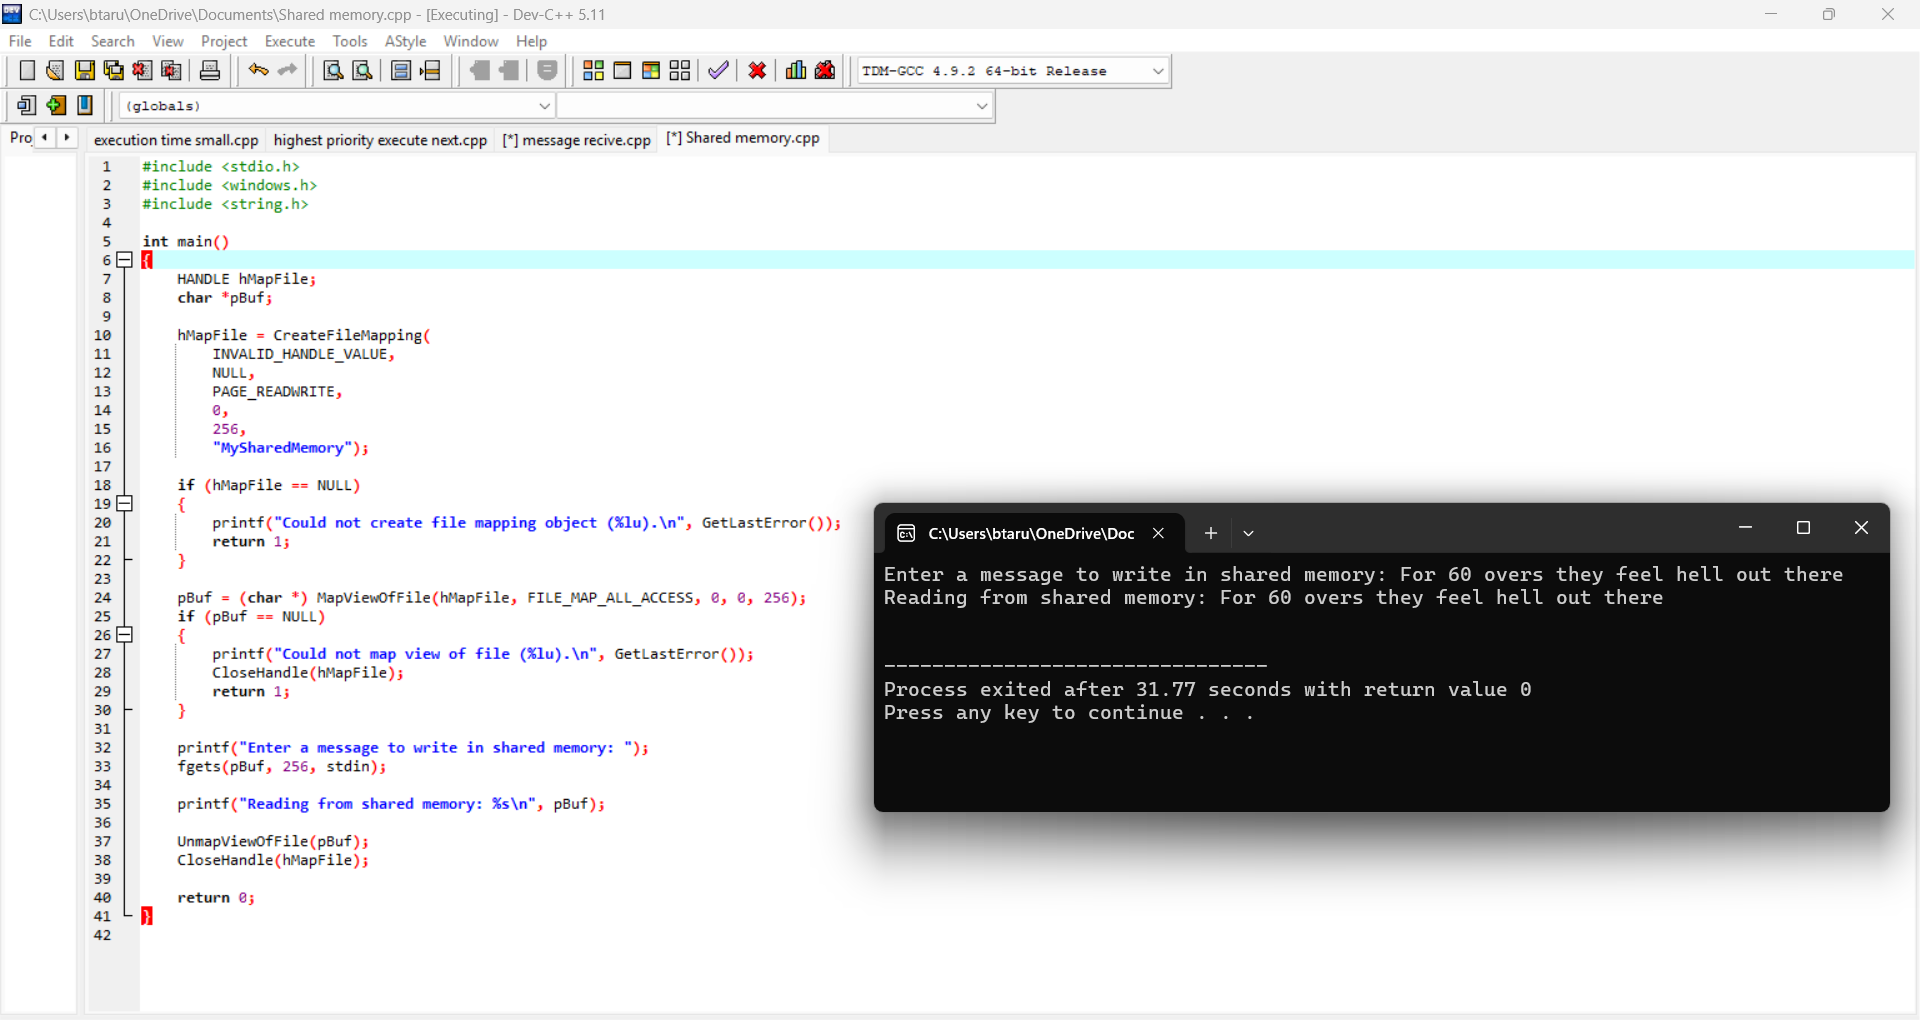 C:\Users\btaru\OneDrive\Documents\Shared memory.cpp - [Executing] - Dev-C++ 5.11
File Edit Search View Project Execute Tools AStyle Window Help
TDM-GCC 4.9.2 64-bit Release
(globals)
Pro execution time small.cpp highest priority execute next.cpp [*] message recive.cpp [*] Shared memory.cpp
1 #include <stdio.h>
2 #include <windows.h>
3 #include <string.h>
4
5 int main()
6 {
7 HANDLE hMapFile;
8 char *pBuf;
9
10 hMapFile = CreateFileMapping(
11 INVALID_HANDLE_VALUE,
12 NULL,
13 PAGE_READWRITE,
14 0,
15 256,
16 "MySharedMemory");
17
18 if (hMapFile == NULL)
19 {
20 printf("Could not create file mapping object (%lu).\n", GetLastError());
21 return 1;
22 }
23
24 pBuf = (char *) MapViewOfFile(hMapFile, FILE_MAP_ALL_ACCESS, 0, 0, 256);
25 if (pBuf == NULL)
26 {
27 printf("Could not map view of file (%lu).\n", GetLastError());
28 CloseHandle(hMapFile);
29 return 1;
30 }
31
32 printf("Enter a message to write in shared memory: ");
33 fgets(pBuf, 256, stdin);
34
35 printf("Reading from shared memory: %s\n", pBuf);
36
37 UnmapViewOfFile(pBuf);
38 CloseHandle(hMapFile);
39
40 return 0;
41 }
42
C:\Users\btaru\OneDrive\Doc
Enter a message to write in shared memory: For 60 overs they feel hell out there
Reading from shared memory: For 60 overs they feel hell out there
--------------------------------
Process exited after 31.77 seconds with return value 0
Press any key to continue . . .